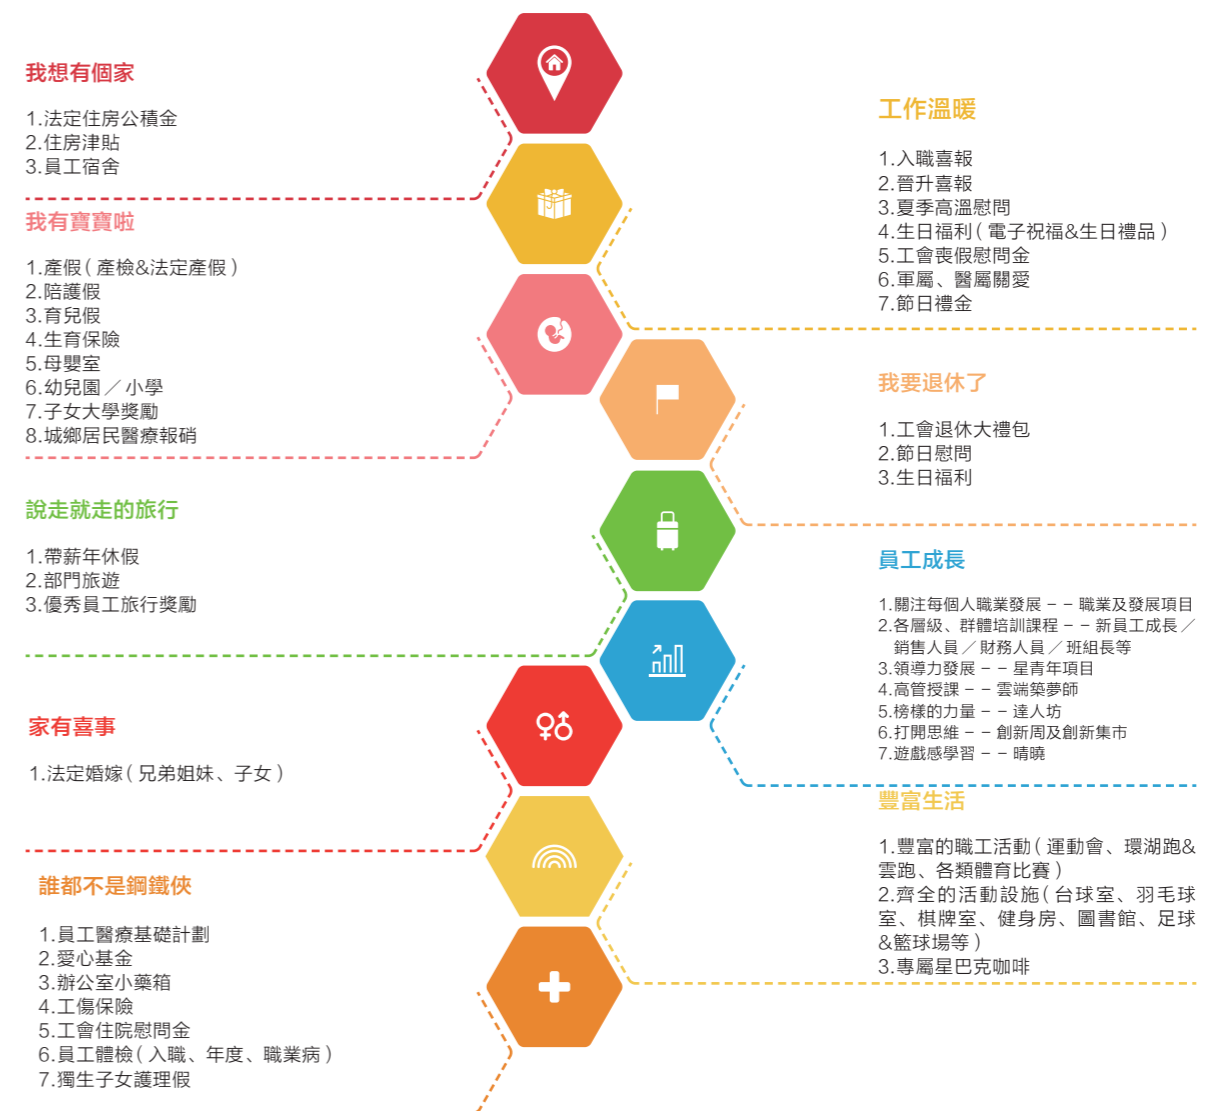 我想有個家
1.法定住房公積金
2.住房津貼
3.員工宿舍
我有寶寶啦
1.產假(產檢&法定產假)
2.陪護假
3.育兒假
4.生育保險
5.母嬰室
6.幼兒園／小學
7.子女大學獎勵
8.城鄉居民醫療報硝
說走就走的旅行
1.帶薪年休假
2.部門旅遊
3.優秀員工旅行獎勵
家有喜事
1.法定婚嫁(兄弟姐妹、子女)
誰都不是鋼鐵俠
1.員工醫療基礎計劃
2.愛心基金
3.辦公室小藥箱
4.工傷保險
5.工會住院慰問金
6.員工體檢(入職、年度、職業病)
7.獨生子女護理假
工作溫暖
1.入職喜報
2.晉升喜報
3.夏季高溫慰問
4.生日福利(電子祝福&生日禮品)
5.工會喪假慰問金
6.軍屬、醫屬關愛
7.節日禮金
我要退休了
1.工會退休大禮包
2.節日慰問
3.生日福利
員工成長
1.關注每個人職業發展－－職業及發展項目
2.各層級、群體培訓課程－－新員工成長／
銷售人員／財務人員／班組長等
3.領導力發展－－星青年項目
4.高管授課－－雲端築夢師
5.榜樣的力量－－達人坊
6.打開思維－－創新周及創新集市
7.遊戲感學習－－晴曉
豐富生活
1.豐富的職工活動(運動會、環湖跑&
雲跑、各類體育比賽)
2.齊全的活動設施(台球室、羽毛球
室、棋牌室、健身房、圖書館、足球
&籃球場等)
3.專屬星巴克咖啡